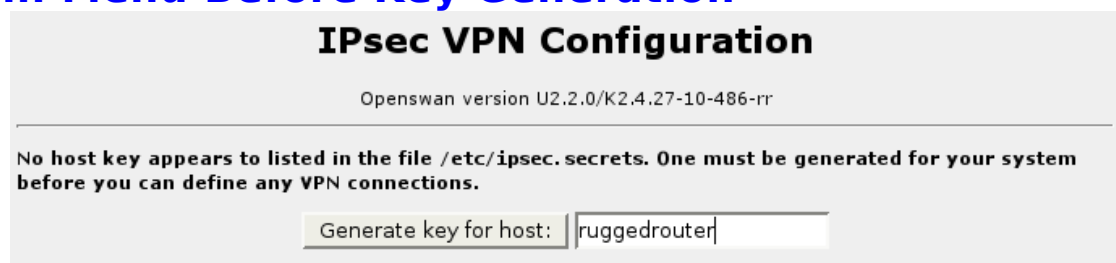 Menu Before Key Generation
IPsec VPN Configuration
Openswan version U2.2.0/K2.4.27-10-486-rr
No host key appears to listed in the file /etc/ipsec.secrets. One must be generated for your system
before you can define any VPN connections.
Generate key for host: ruggedrouter